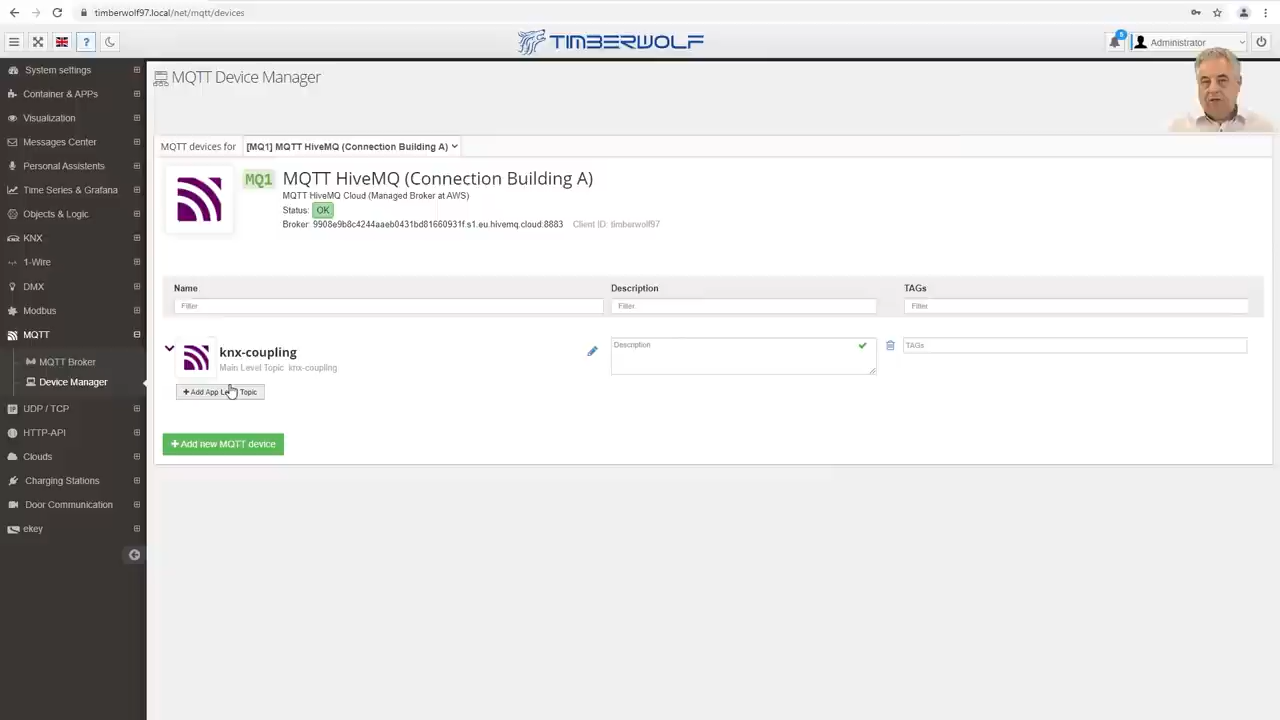 timberwolf97.local/net/mqtt/devices
?
TIMBERWOLF
5
Administrator
System settings
Container & APPs
Visualization
Messages Center
Personal Assistents
Time Series & Grafana
Objects & Logic
KNX
1-Wire
DMX
Modbus
MQTT
MQTT Broker
Device Manager
UDP / TCP
HTTP-API
Clouds
Charging Stations
Door Communication
ekey
MQTT Device Manager
MQTT devices for [MQ1] MQTT HiveMQ (Connection Building A)
MQ1 MQTT HiveMQ (Connection Building A)
MQTT HiveMQ Cloud (Managed Broker at AWS)
Status: OK
Broker 9908e9b8c4244aaeb0431bd81660931f.s1.eu.hivemq.cloud:8883 Client ID: timberwolf97
Name Description TAGs
Filter Filter Filter
knx-coupling Description TAGs
Main Level Topic knx-coupling
+ Add App Topic
+ Add new MQTT device